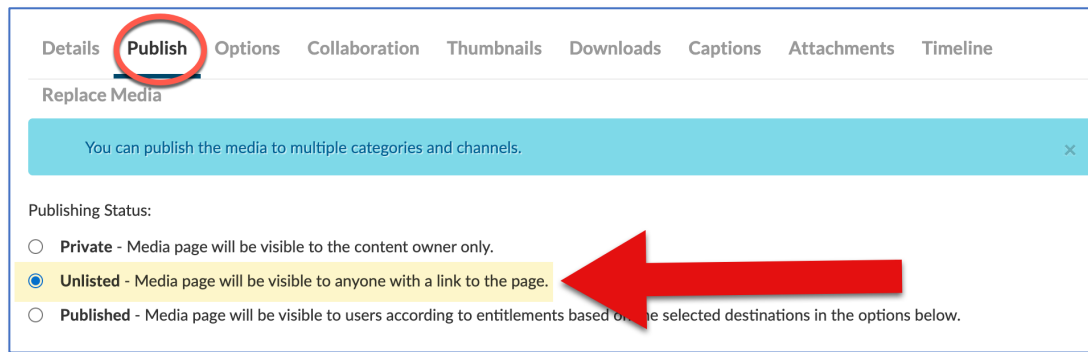 Details Publish Options Collaboration Thumbnails Downloads Captions Attachments Timeline
Replace Media
You can publish the media to multiple categories and channels.
Publishing Status:
Private - Media page will be visible to the content owner only.
Unlisted - Media page will be visible to anyone with a link to the page.
Published - Media page will be visible to users according to entitlements based selected destinations in the options below.